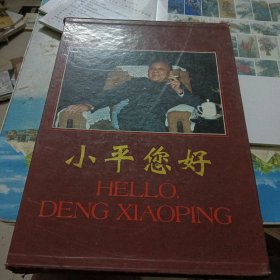 小平您好
HELLO,
DENG XIAOPING